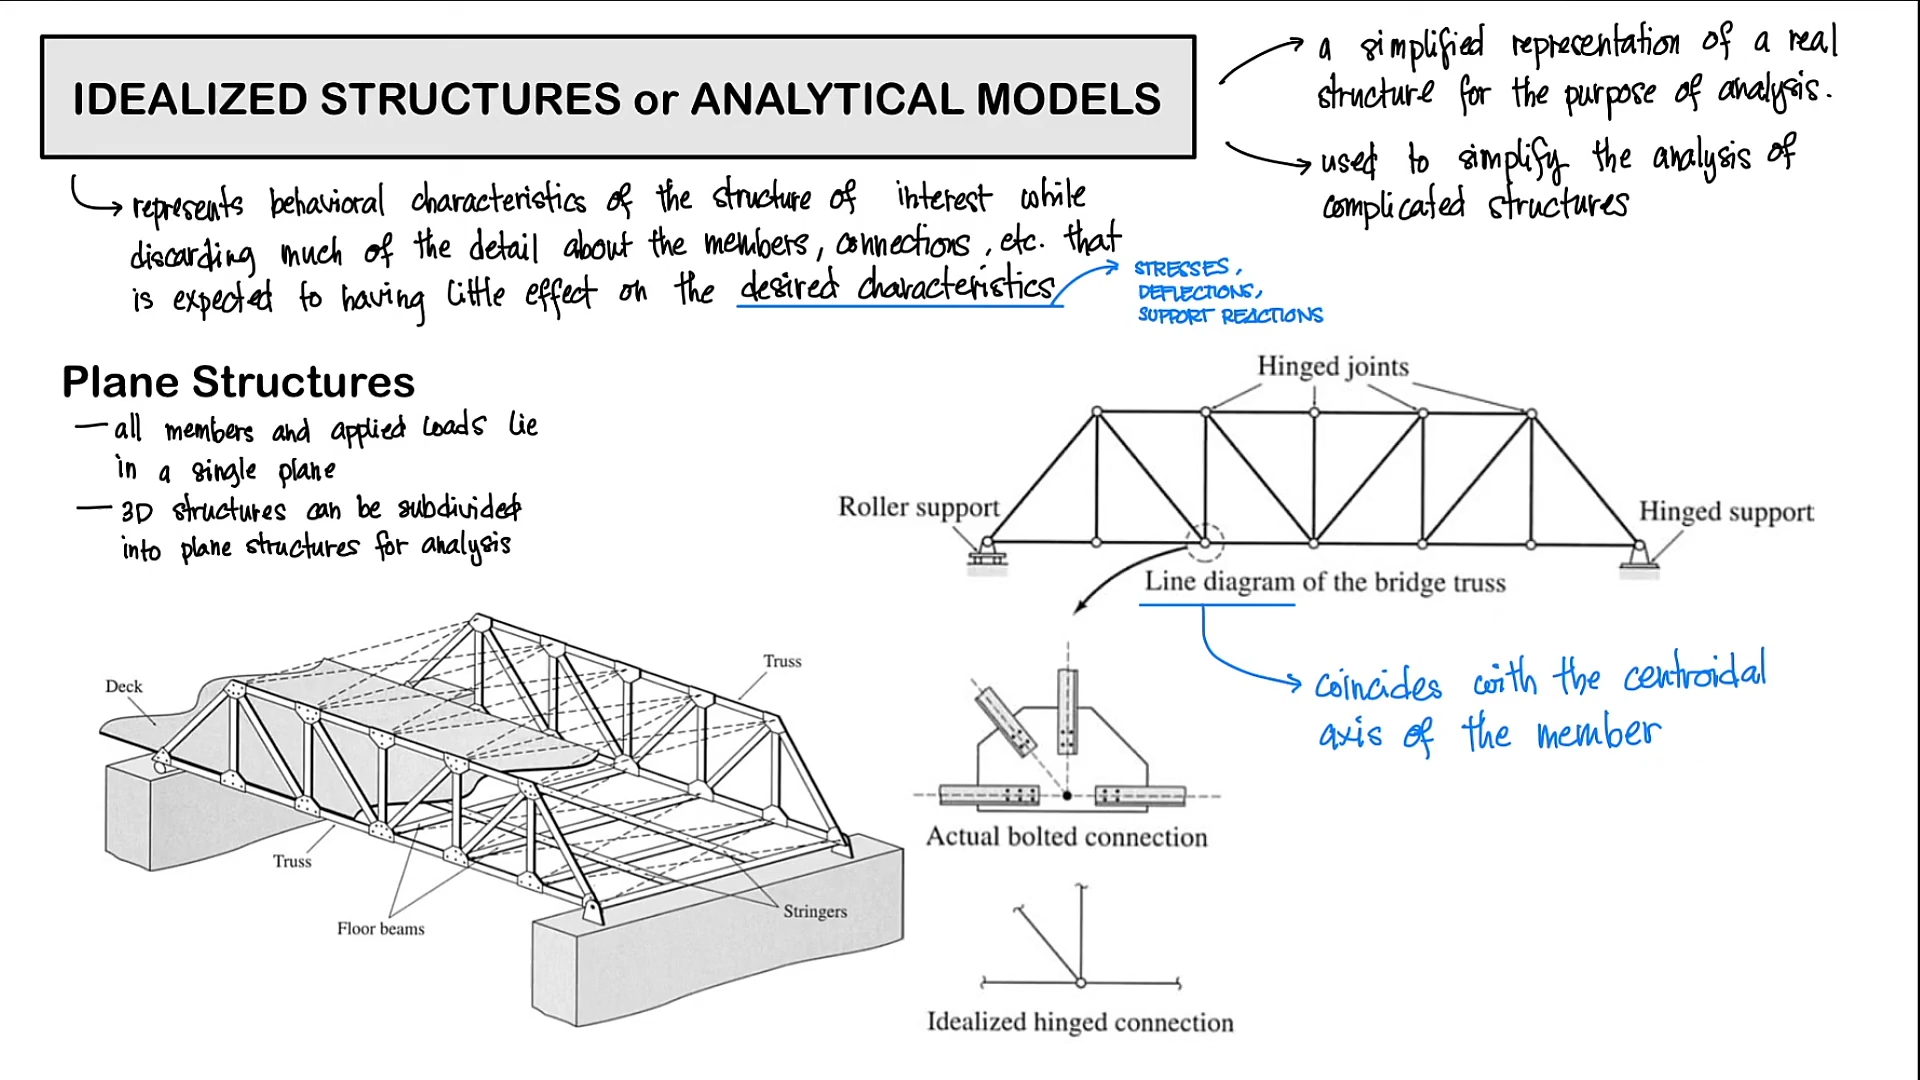 IDEALIZED STRUCTURES or ANALYTICAL MODELS
a simplified representation of a real
structure for the purpose of analysis.
used to simplify the analysis of
complicated structures
represents behavioral characteristics of the structure of interest while
discarding much of the detail about the members, connections, etc. that
is expected to having little effect on the desired characteristics
STRESSES,
DEFLECTIONS,
SUPPORT REACTIONS
Plane Structures
— all members and applied loads lie
in a single plane
— 3D structures can be subdivided
into plane structures for analysis
Hinged joints
Roller support
Hinged support
Line diagram of the bridge truss
coincides with the centroidal
axis of the member
Deck
Truss
Truss
Floor beams
Stringers
Actual bolted connection
Idealized hinged connection